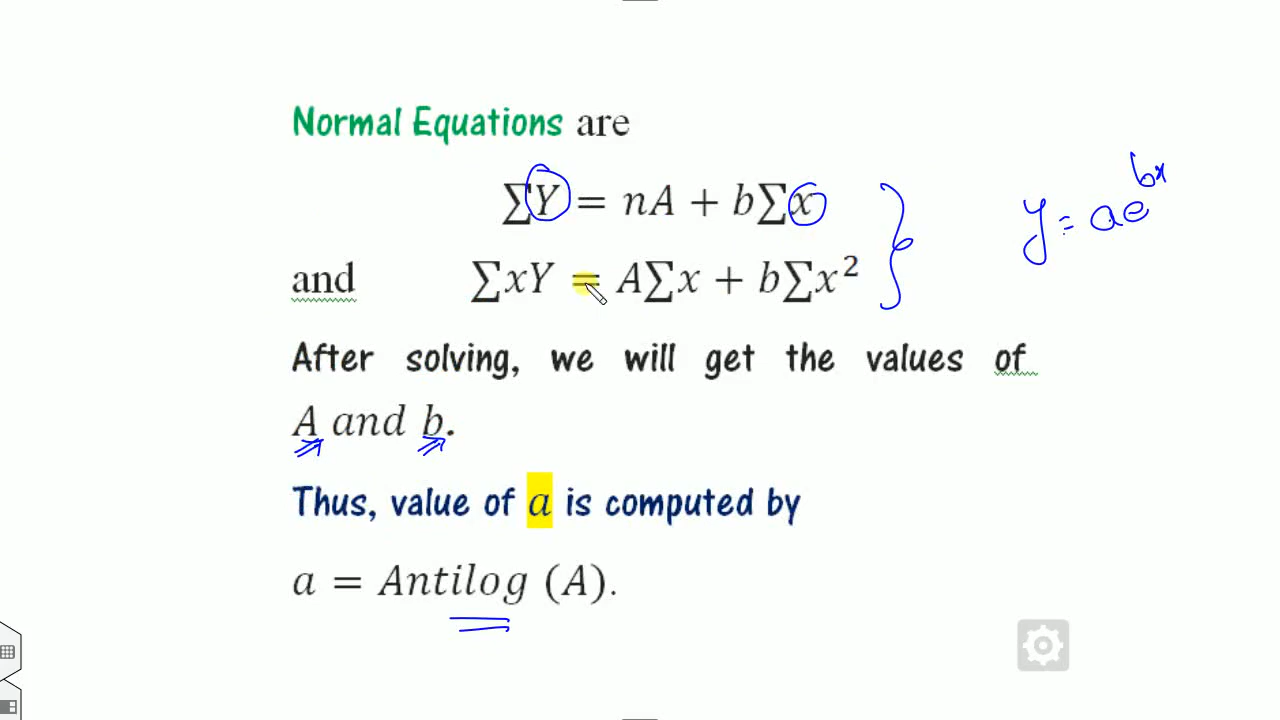 Normal Equations are
∑Y = nA + b∑x
y = ae^{bx}
and ∑xY = A∑x + b∑x²
After solving, we will get the values of
A and b.
Thus, value of a is computed by
a = Antilog (A).